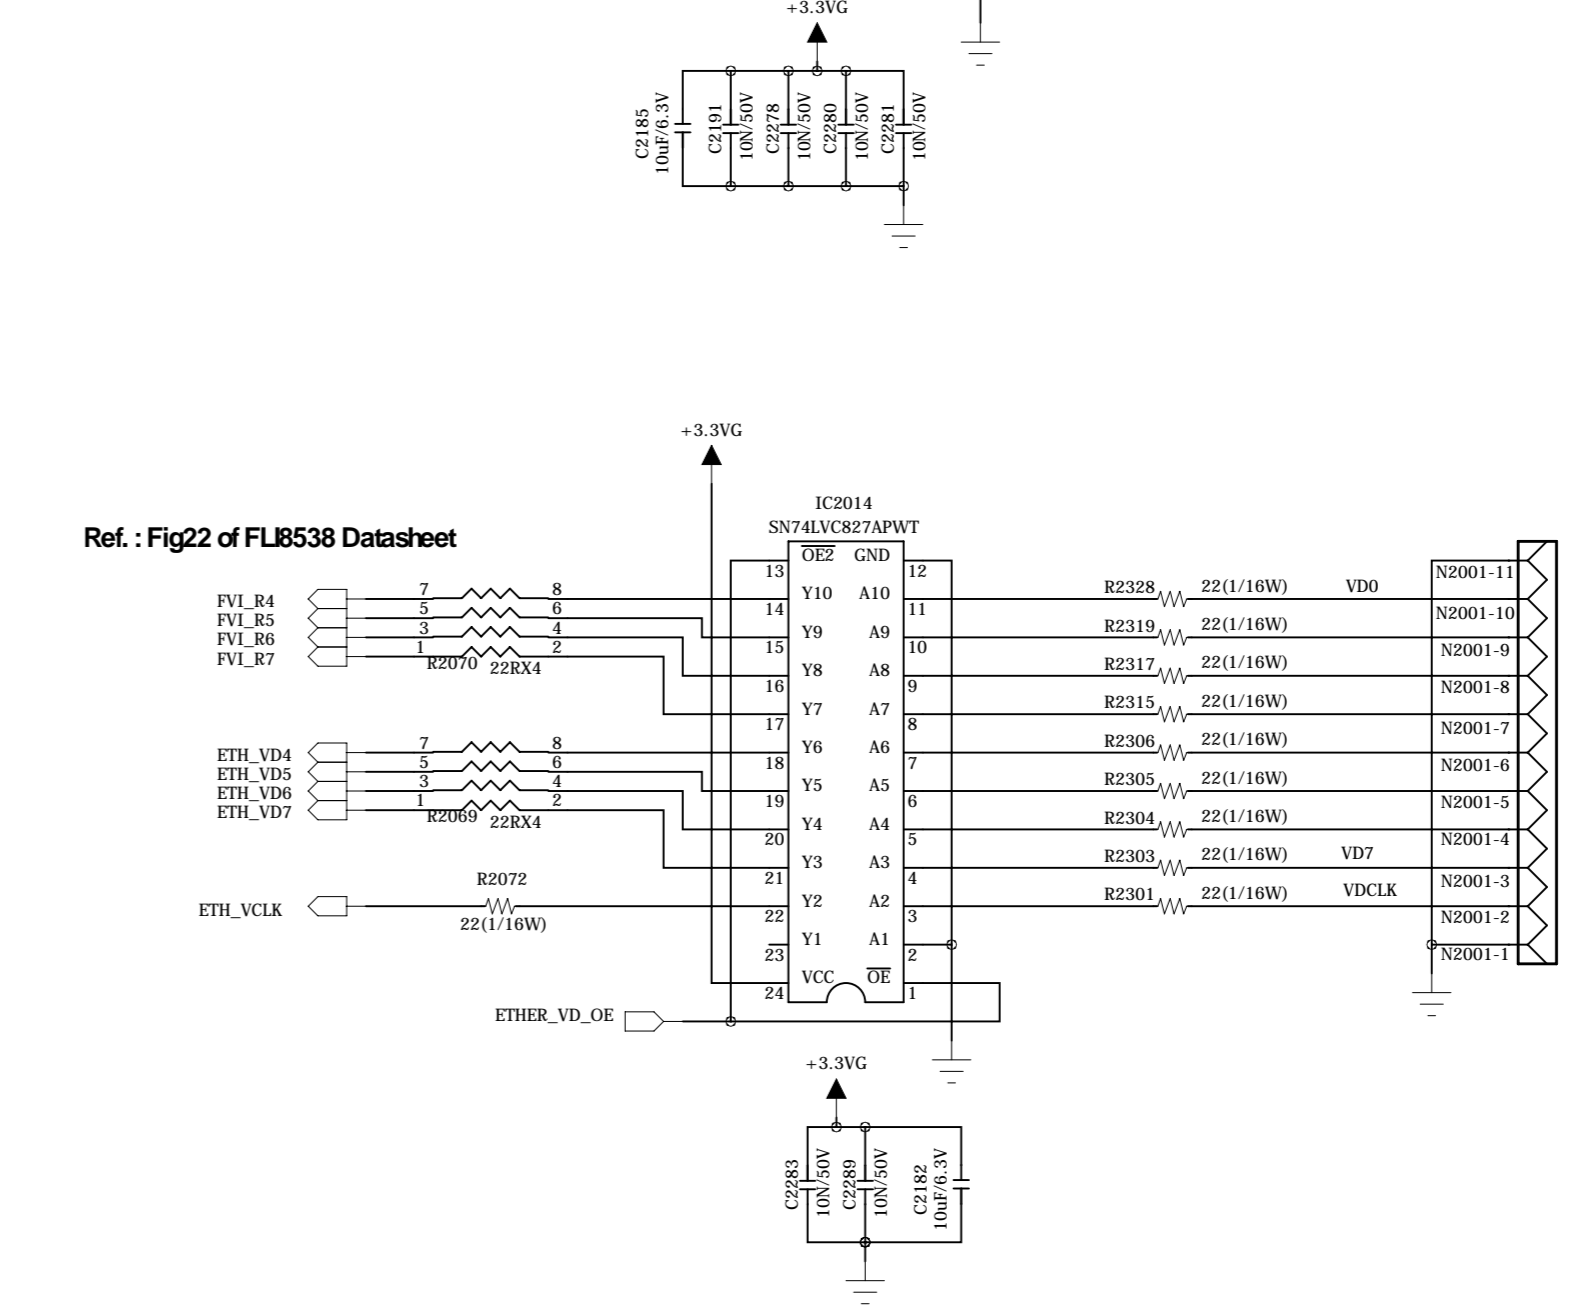 +3.3VG
C2185
10uF/6.3V
C2191
10N/50V
C2278
10N/50V
C2280
10N/50V
C2281
10N/50V
+3.3VG
IC2014
SN74LVC827APWT
Ref. : Fig22 of FLI8538 Datasheet
OE2 GND
13 12
N2001-11
FVI_R4 7 8 Y10 A10 R2328 22(1/16W) VD0
14 11
N2001-10
FVI_R5 5 6 Y9 A9 R2319 22(1/16W)
15 10
N2001-9
FVI_R6 3 4 Y8 A8 R2317 22(1/16W)
16 9
N2001-8
FVI_R7 1 2
R2070 22RX4
Y7 A7 R2315 22(1/16W)
17 8
N2001-7
ETH_VD4 7 8 Y6 A6 R2306 22(1/16W)
18 7
N2001-6
ETH_VD5 5 6 Y5 A5 R2305 22(1/16W)
19 6
N2001-5
ETH_VD6 3 4 Y4 A4 R2304 22(1/16W)
20 5
N2001-4
ETH_VD7 1 2
R2069 22RX4
Y3 A3 R2303 22(1/16W) VD7
21 4
N2001-3
R2072
ETH_VCLK Y2 A2 R2301 22(1/16W) VDCLK
22(1/16W)
22 3
N2001-2
Y1 A1
23 2
N2001-1
VCC OE
24 1
ETHER_VD_OE
+3.3VG
C2283
10N/50V
C2289
10N/50V
C2182
10uF/6.3V